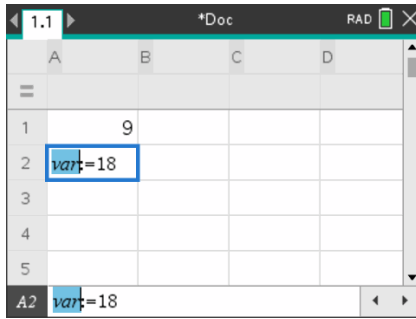 1.1 *Doc RAD
A B C D
=
1 9
2 var:=18
3
4
5
A2 var:=18